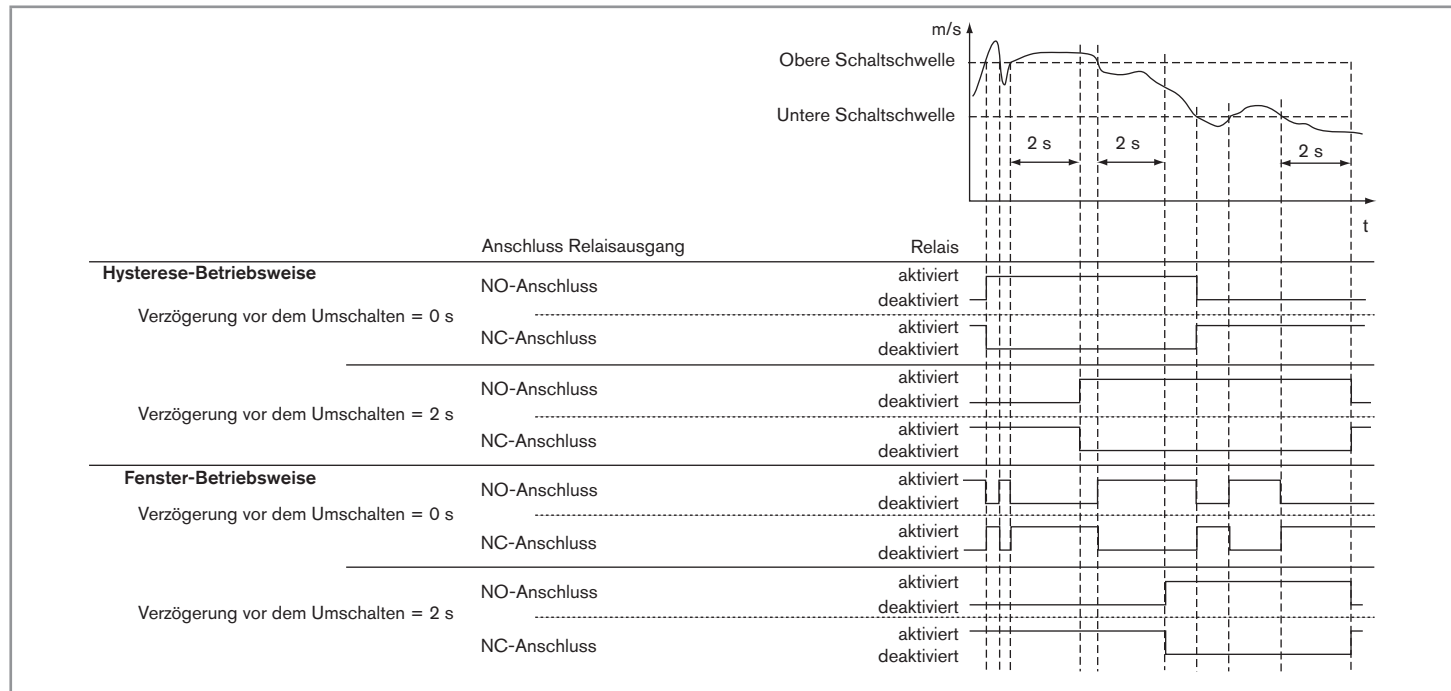 m/s
Obere Schaltschwelle
Untere Schaltschwelle
2 s 2 s 2 s
t
Anschluss Relaisausgang Relais
Hysterese-Betriebsweise
NO-Anschluss aktiviert
deaktiviert
Verzögerung vor dem Umschalten = 0 s
NC-Anschluss aktiviert
deaktiviert
NO-Anschluss aktiviert
deaktiviert
Verzögerung vor dem Umschalten = 2 s
NC-Anschluss aktiviert
deaktiviert
Fenster-Betriebsweise
NO-Anschluss aktiviert
deaktiviert
Verzögerung vor dem Umschalten = 0 s
NC-Anschluss aktiviert
deaktiviert
NO-Anschluss aktiviert
deaktiviert
Verzögerung vor dem Umschalten = 2 s
NC-Anschluss aktiviert
deaktiviert